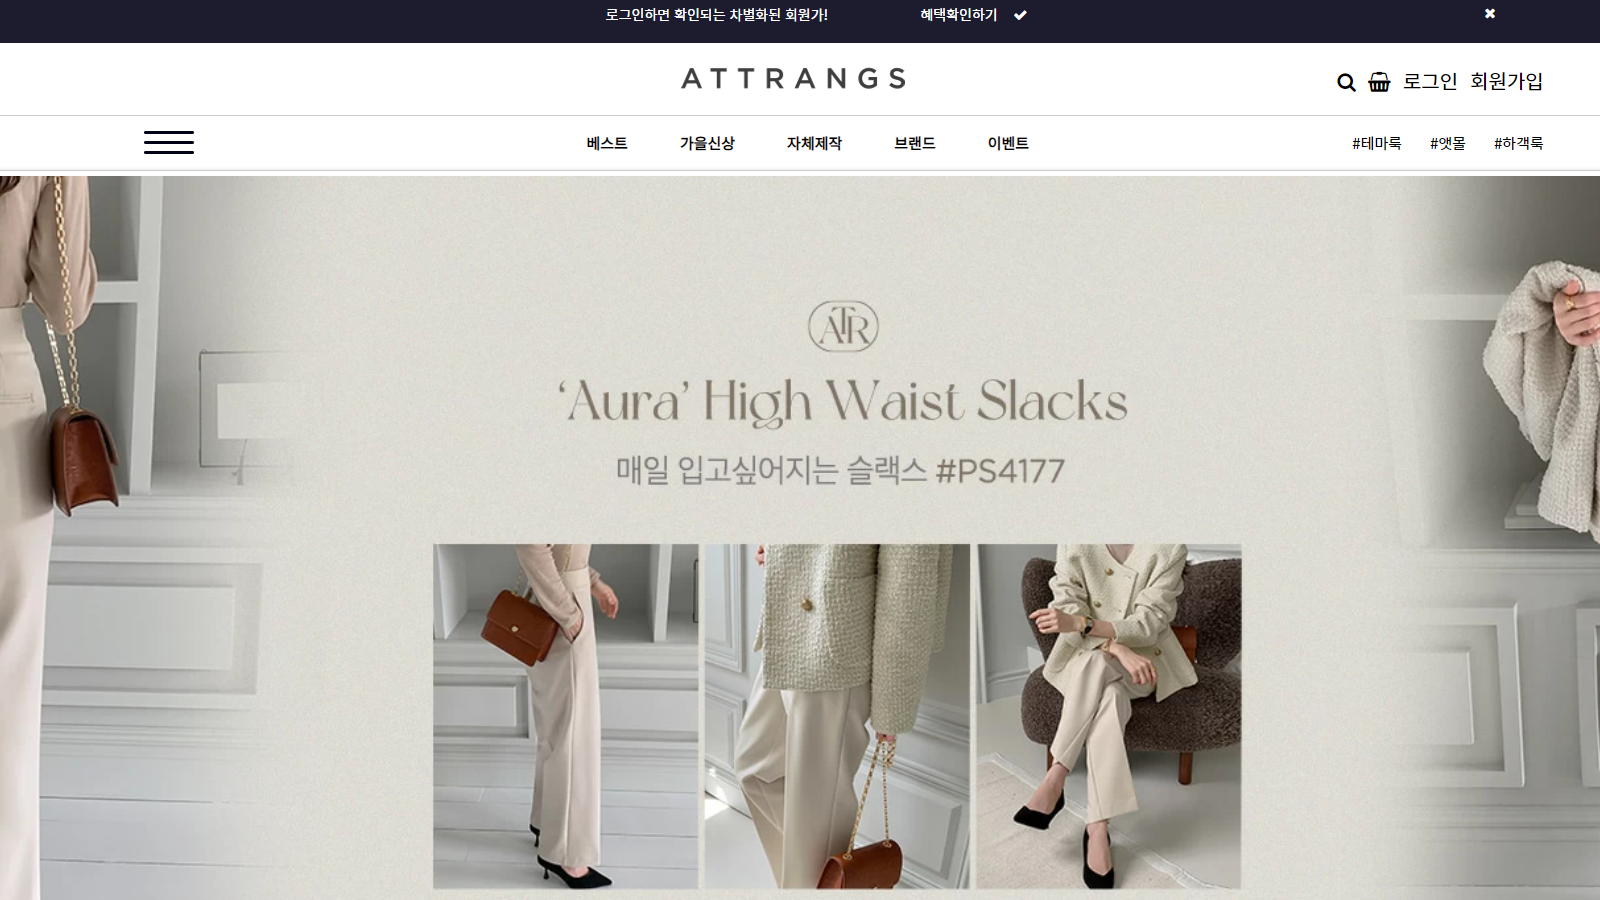 로그인하면 확인되는 차별화된 회원가! 혜택확인하기
ATTRANGS
로그인 회원가입
베스트 가을신상 자체제작 브랜드 이벤트 #테마룩 #앳몰 #하객룩
ATR
‘Aura’ High Waist Slacks
매일 입고싶어지는 슬랙스 #PS4177